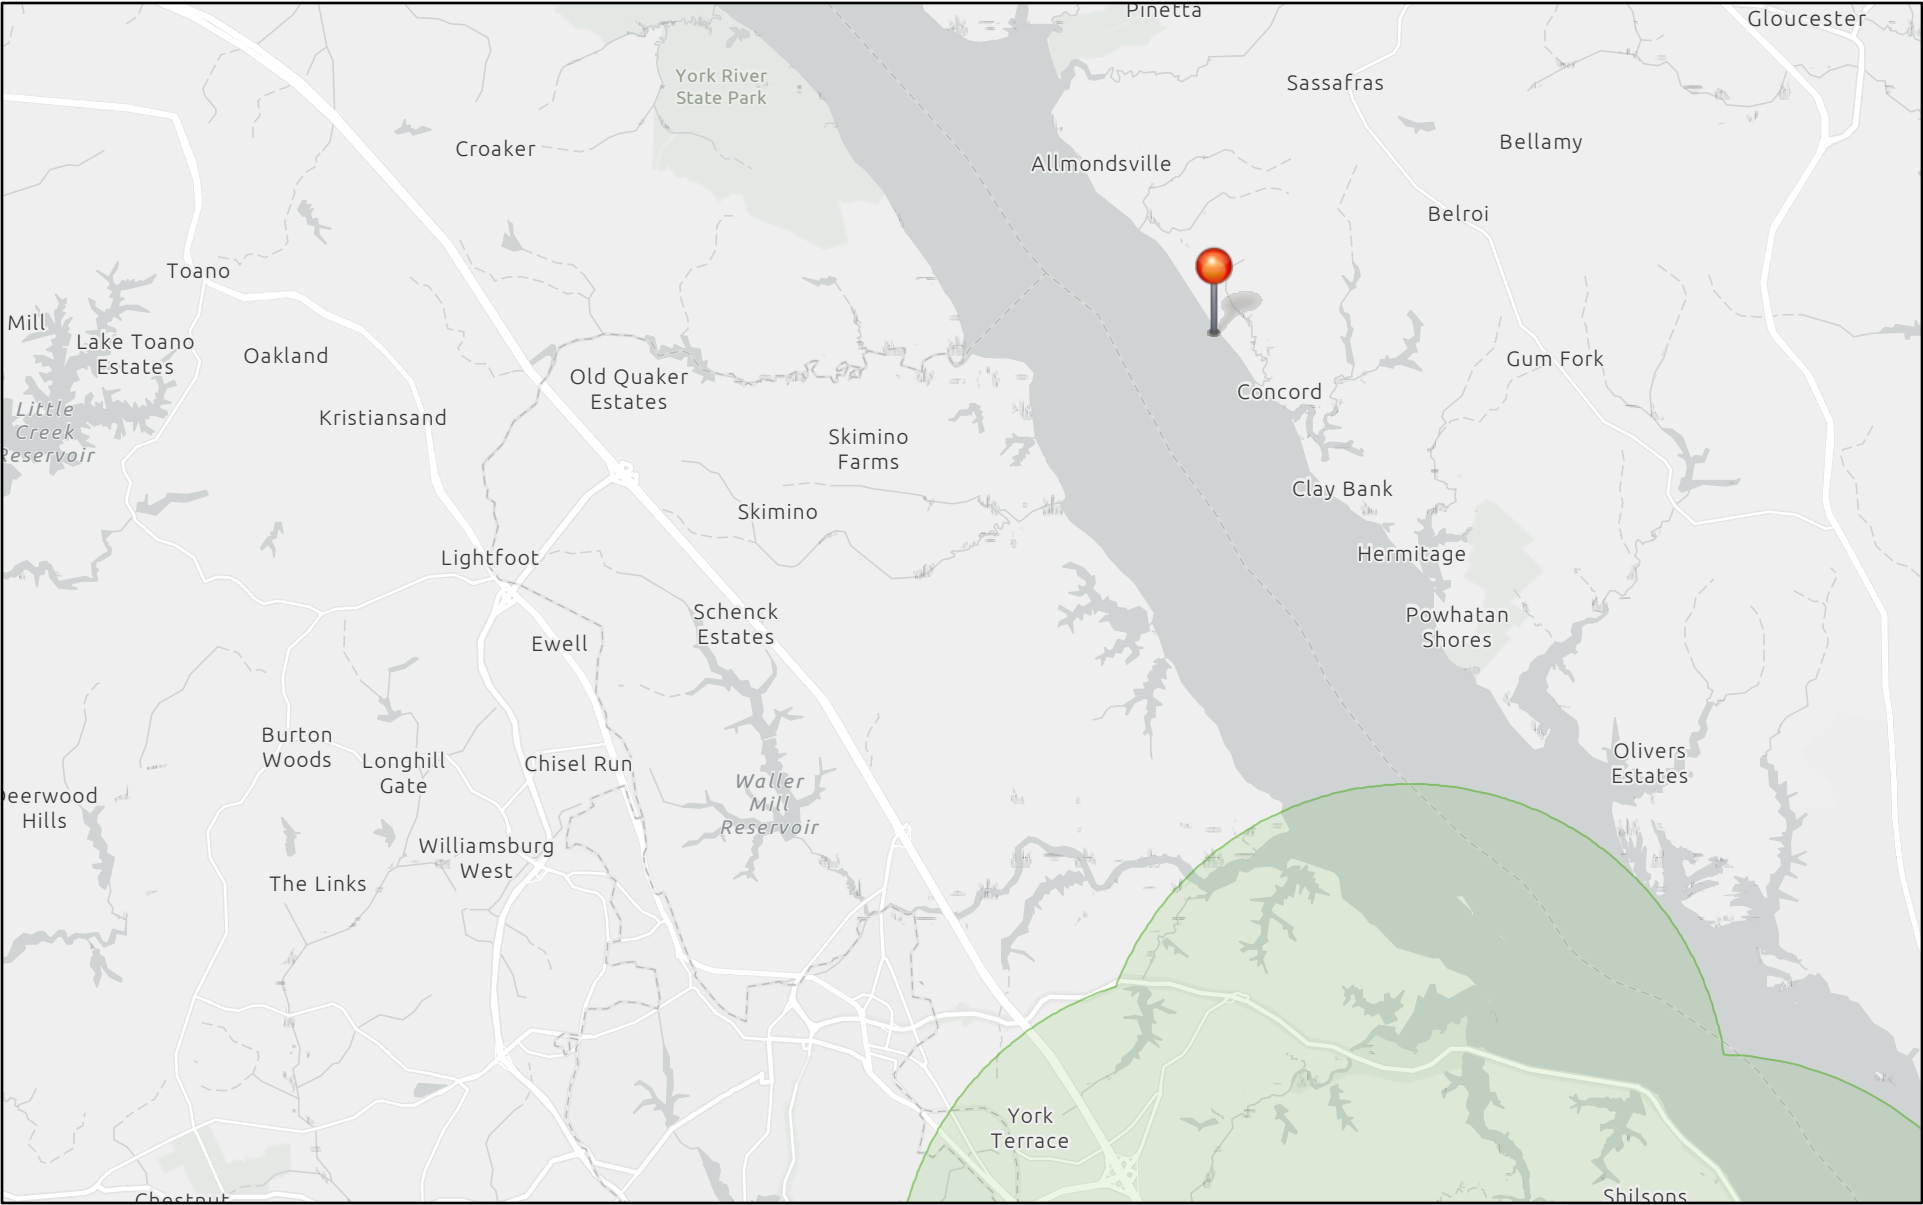 Pinetta
Gloucester
York River
State Park
Sassafras
Croaker
Bellamy
Allmondsville
Belroi
Toano
Mill
Lake Toano
Estates
Oakland
Gum Fork
Old Quaker
Estates
Concord
Kristiansand
Little
Creek
Reservoir
Skimino
Farms
Clay Bank
Skimino
Lightfoot
Hermitage
Schenck
Estates
Powhatan
Shores
Ewell
Burton
Woods
Longhill
Gate
Chisel Run
Olivers
Estates
Waller
Mill
Reservoir
Deerwood
Hills
Williamsburg
West
The Links
York
Terrace
Chestnut
Shilsons